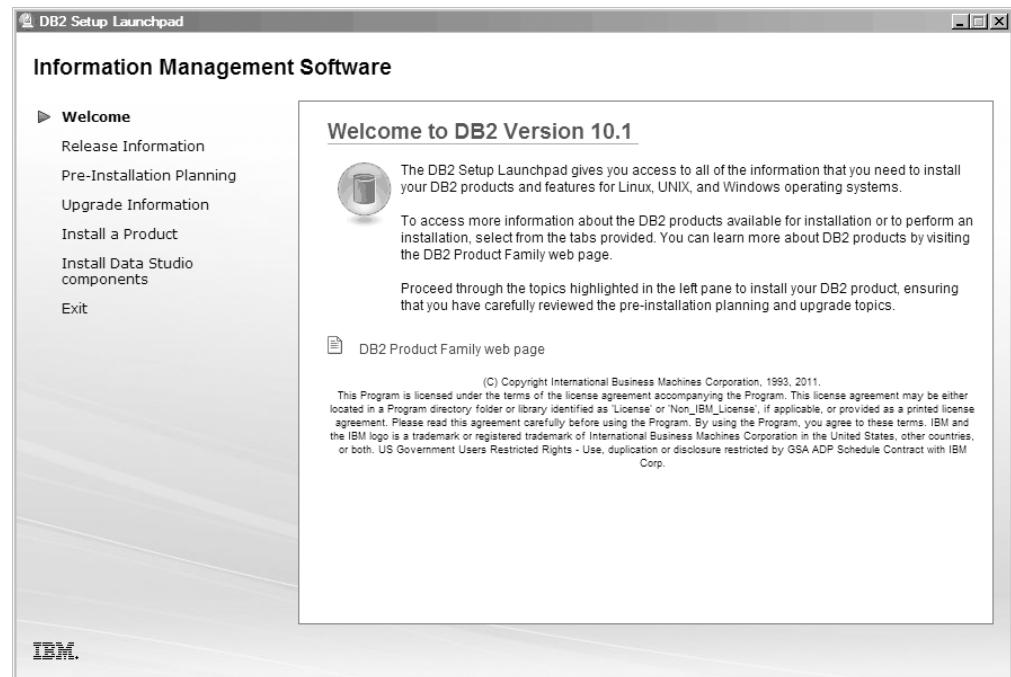 DB2 Setup Launchpad
Information Management Software
Welcome
Release Information
Pre-Installation Planning
Upgrade Information
Install a Product
Install Data Studio
components
Exit
Welcome to DB2 Version 10.1
The DB2 Setup Launchpad gives you access to all of the information that you need to install
your DB2 products and features for Linux, UNIX, and Windows operating systems.
To access more information about the DB2 products available for installation or to perform an
installation, select from the tabs provided. You can learn more about DB2 products by visiting
the DB2 Product Family web page.
Proceed through the topics highlighted in the left pane to install your DB2 product, ensuring
that you have carefully reviewed the pre-installation planning and upgrade topics.
DB2 Product Family web page
(C) Copyright International Business Machines Corporation, 1993, 2011.
This Program is licensed under the terms of the license agreement accompanying the Program. This license agreement may be either
located in a Program directory folder or library identified as 'License' or 'Non_IBM_License', if applicable, or provided as a printed license
agreement. Please read this agreement carefully before using the Program. By using the Program, you agree to these terms. IBM and
the IBM logo is a trademark or registered trademark of International Business Machines Corporation in the United States, other countries,
or both. US Government Users Restricted Rights - Use, duplication or disclosure restricted by GSA ADP Schedule Contract with IBM
Corp.
IBM.